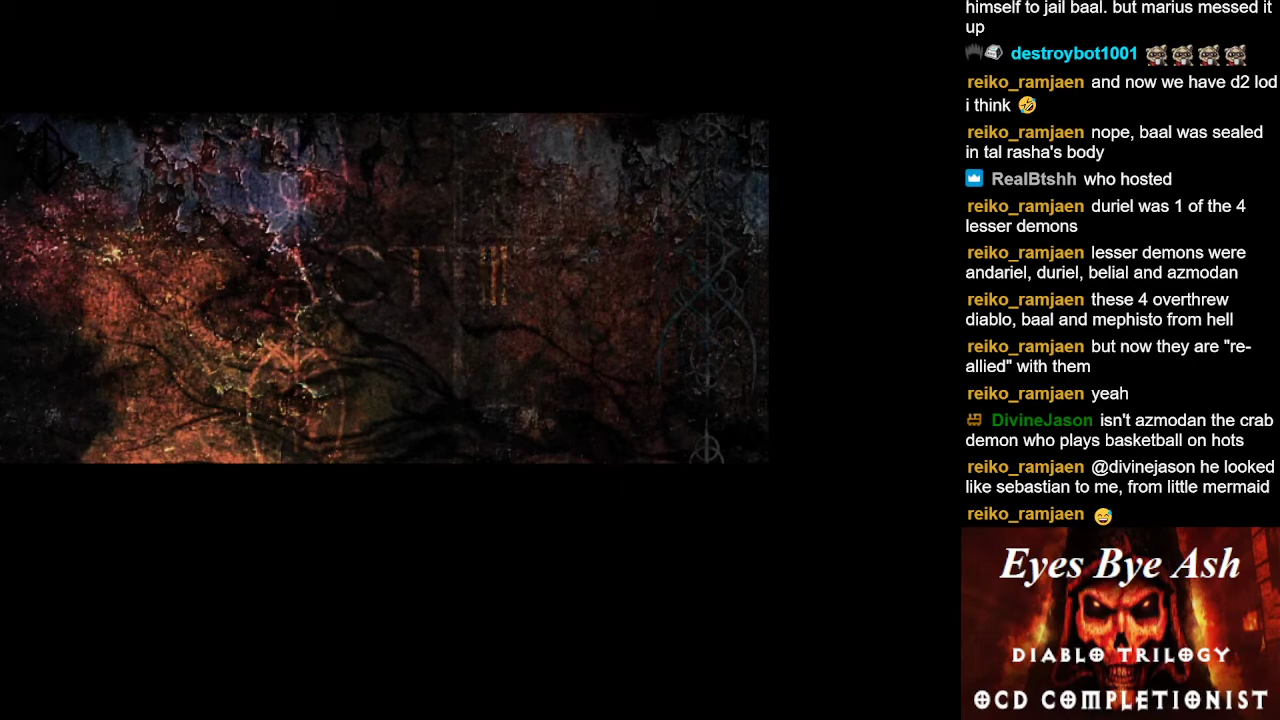 himself to jail baal. but marius messed it
up
destroybot1001
reiko_ramjaen and now we have d2 lod
i think 🤣
reiko_ramjaen nope, baal was sealed
in tal rasha's body
RealBtshh who hosted
reiko_ramjaen duriel was 1 of the 4
lesser demons
reiko_ramjaen lesser demons were
andariel, duriel, belial and azmodan
reiko_ramjaen these 4 overthrew
diablo, baal and mephisto from hell
reiko_ramjaen but now they are "re-
allied" with them
reiko_ramjaen yeah
DivineJason isn't azmodan the crab
demon who plays basketball on hots
reiko_ramjaen @divinejason he looked
like sebastian to me, from little mermaid
reiko_ramjaen 😅
ACT II
Eyes Bye Ash
DIABLO TRILOGY
OCD COMPLETIONIST